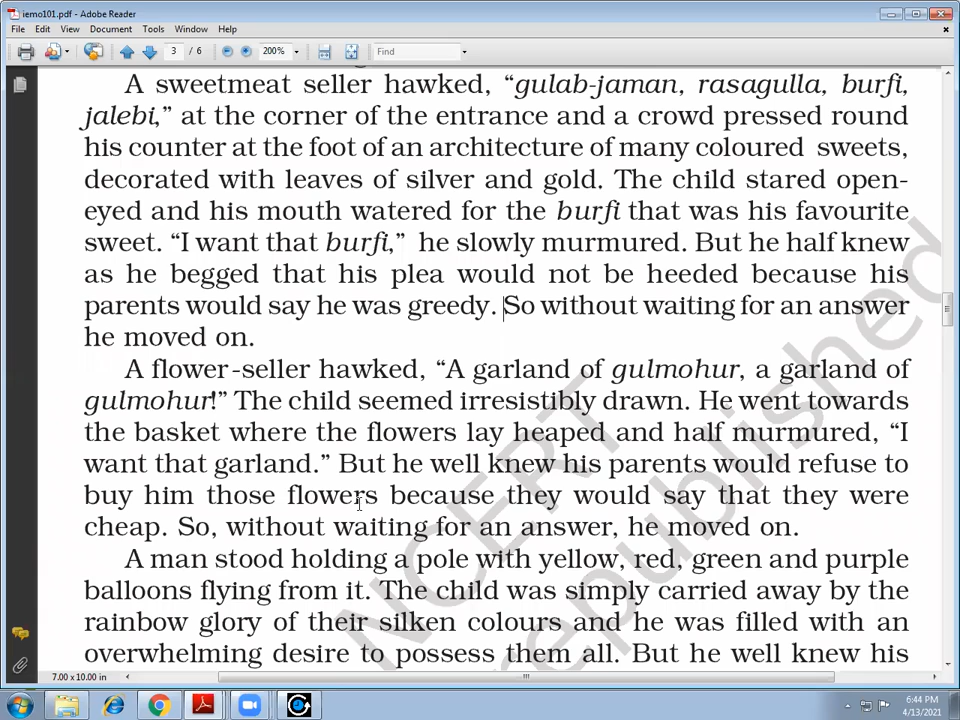 iemo101.pdf - Adobe Reader
File Edit View Document Tools Window Help
3 / 6 200% Find
A sweetmeat seller hawked, “gulab-jaman, rasagulla, burfi,
jalebi,” at the corner of the entrance and a crowd pressed round
his counter at the foot of an architecture of many coloured sweets,
decorated with leaves of silver and gold. The child stared open-
eyed and his mouth watered for the burfi that was his favourite
sweet. “I want that burfi,” he slowly murmured. But he half knew
as he begged that his plea would not be heeded because his
parents would say he was greedy. So without waiting for an answer
he moved on.
A flower-seller hawked, “A garland of gulmohur, a garland of
gulmohur!” The child seemed irresistibly drawn. He went towards
the basket where the flowers lay heaped and half murmured, “I
want that garland.” But he well knew his parents would refuse to
buy him those flowers because they would say that they were
cheap. So, without waiting for an answer, he moved on.
A man stood holding a pole with yellow, red, green and purple
balloons flying from it. The child was simply carried away by the
rainbow glory of their silken colours and he was filled with an
overwhelming desire to possess them all. But he well knew his
NCERT
republished
7.00 x 10.00 in
6:44 PM
4/13/2021